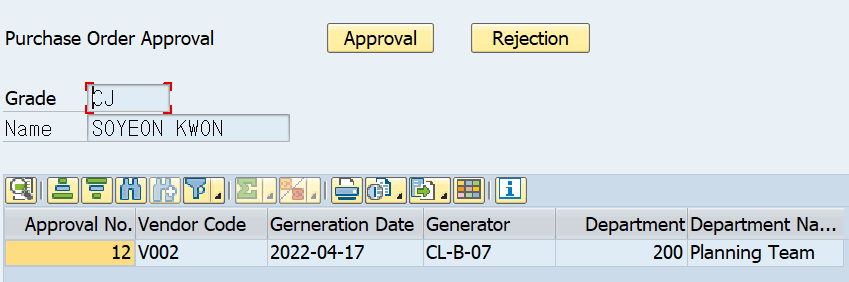 Purchase Order Approval Approval Rejection
Grade CJ
Name SOYEON KWON
Approval No. Vendor Code Gerneration Date Generator Department Department Na...
12 V002 2022-04-17 CL-B-07 200 Planning Team